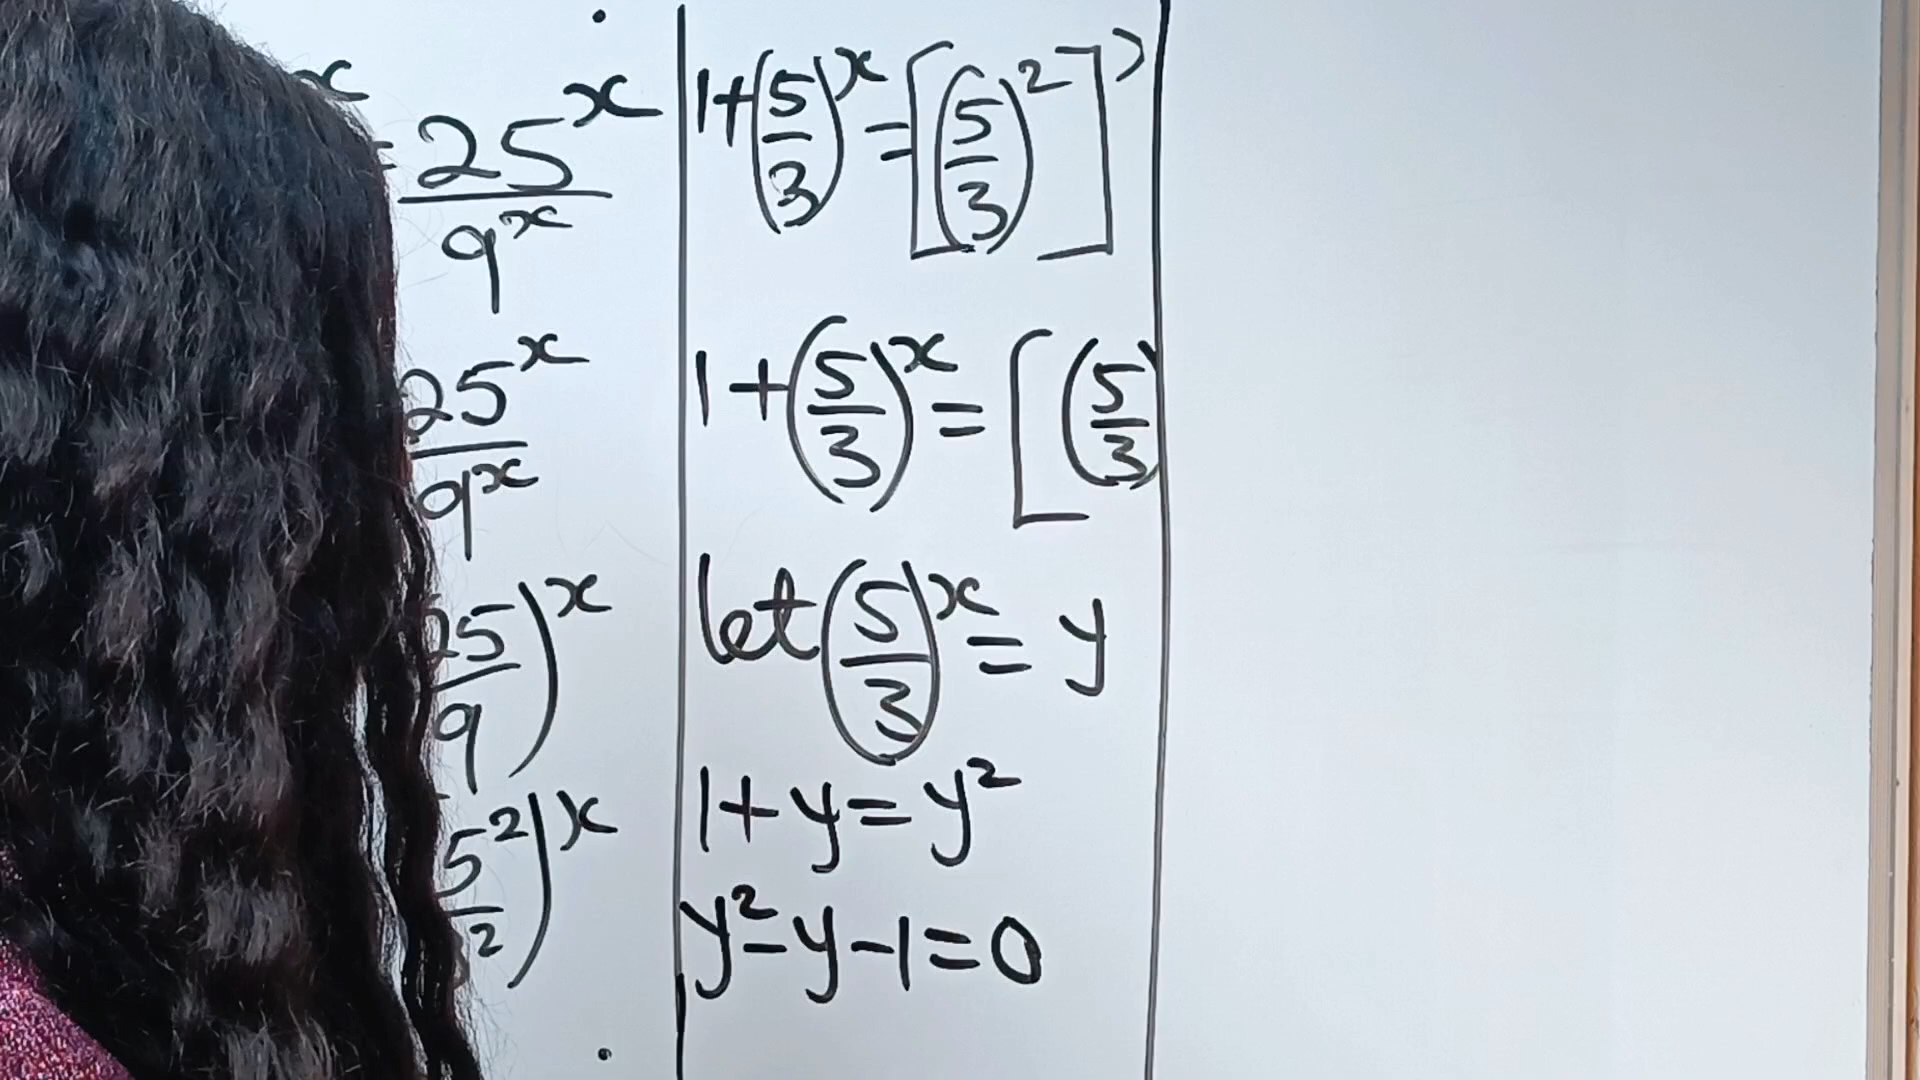 x
25^x
9^x
25^x
9^x
25)^x
9
5^2)^x
2
1+(5/3)^x=[(5/3)^2]
1+(5/3)^x=[(5/3)
let(5/3)^x=y
1+y=y^2
y^2-y-1=0